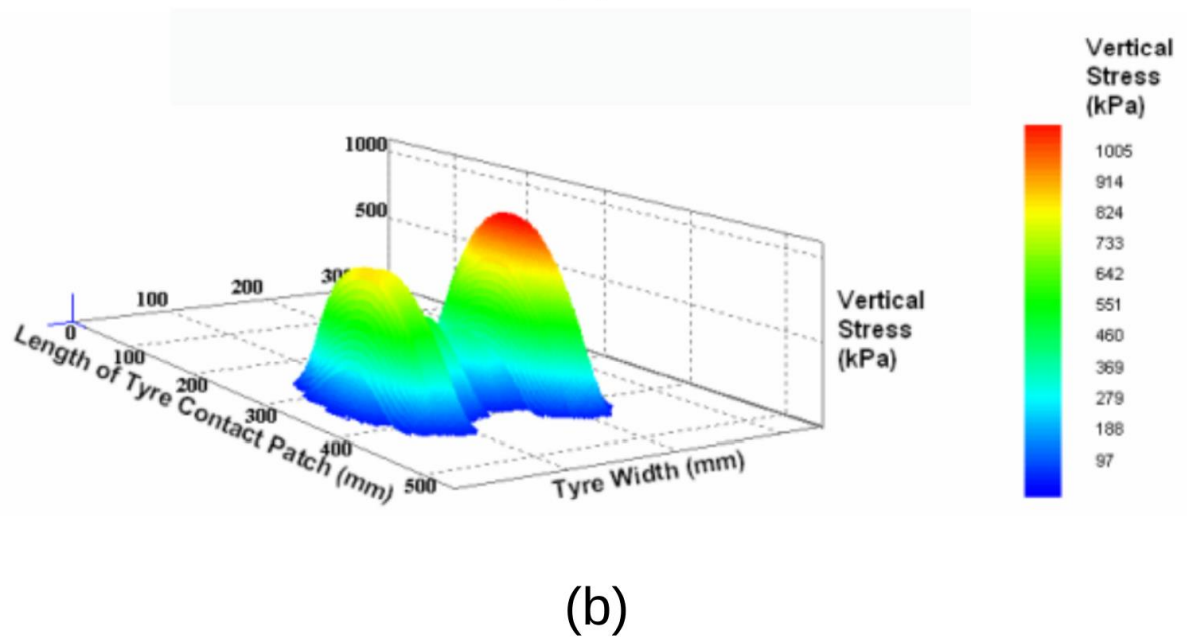 Vertical
Stress
(kPa)
1005
914
824
733
642
551
460
369
279
188
97
1000
500
300
200
100
0
100
200
300
400
500
Length of Tyre Contact Patch (mm)
Tyre Width (mm)
Vertical
Stress
(kPa)
(b)